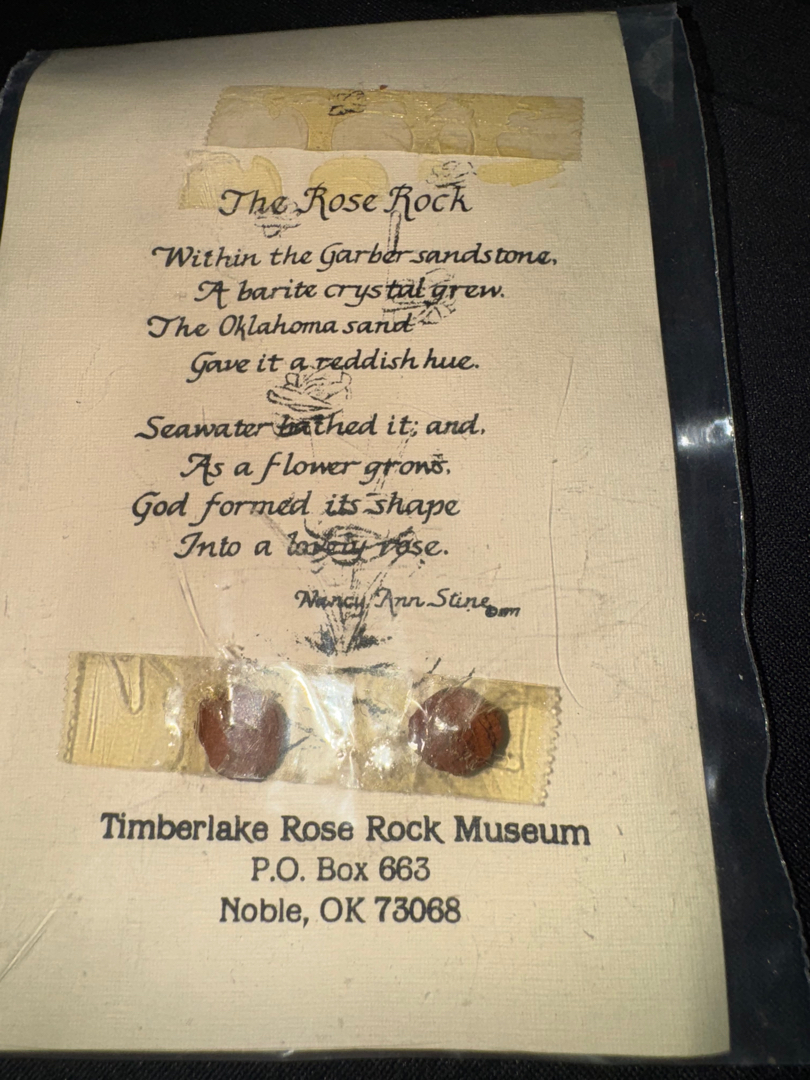 The Rose Rock
Within the Garber sandstone,
A barite crystal grew.
The Oklahoma sand
Gave it a reddish hue.
Seawater bathed it; and,
As a flower grows,
God formed its shape
Into a lovely rose.
Nancy Ann Stine
Timberlake Rose Rock Museum
P.O. Box 663
Noble, OK 73068